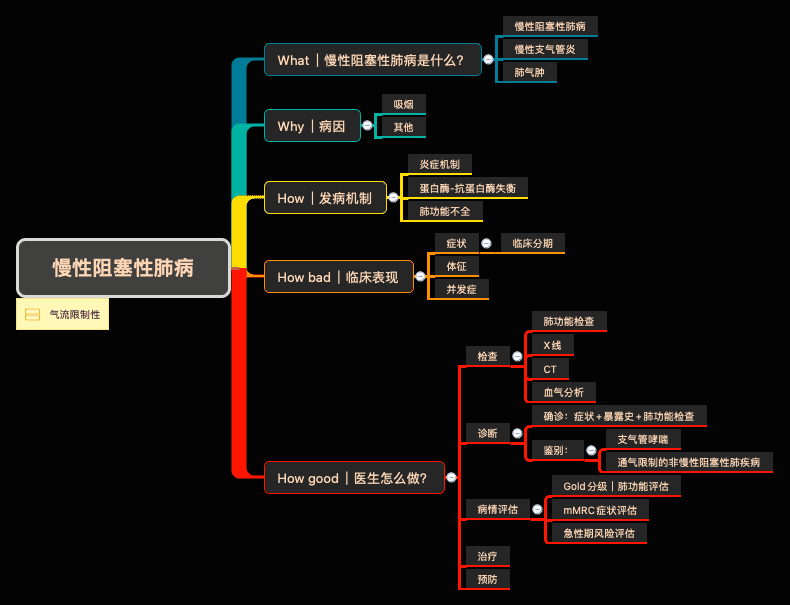 慢性阻塞性肺病
气流限制性
What｜慢性阻塞性肺病是什么?
慢性阻塞性肺病
慢性支气管炎
肺气肿
Why｜病因
吸烟
其他
How｜发病机制
炎症机制
蛋白酶-抗蛋白酶失衡
肺功能不全
How bad｜临床表现
症状
临床分期
体征
并发症
How good｜医生怎么做?
检查
肺功能检查
X线
CT
血气分析
诊断
确诊：症状+暴露史+肺功能检查
鉴别：
支气管哮喘
通气限制的非慢性阻塞性肺疾病
病情评估
Gold分级｜肺功能评估
mMRC症状评估
急性期风险评估
治疗
预防